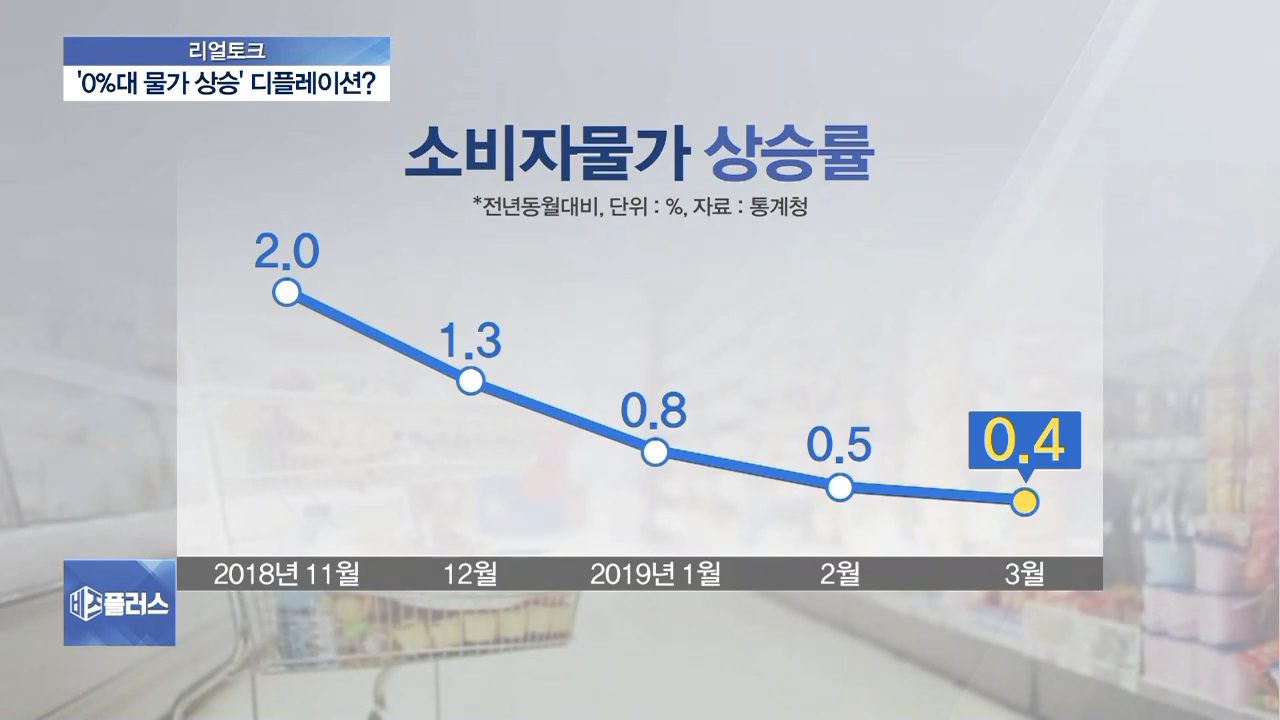 리얼토크
'0%대 물가 상승' 디플레이션?
소비자물가 상승률
*전년동월대비, 단위 : %, 자료 : 통계청
2.0
1.3
0.8
0.5
0.4
2018년 11월 12월 2019년 1월 2월 3월
플러스